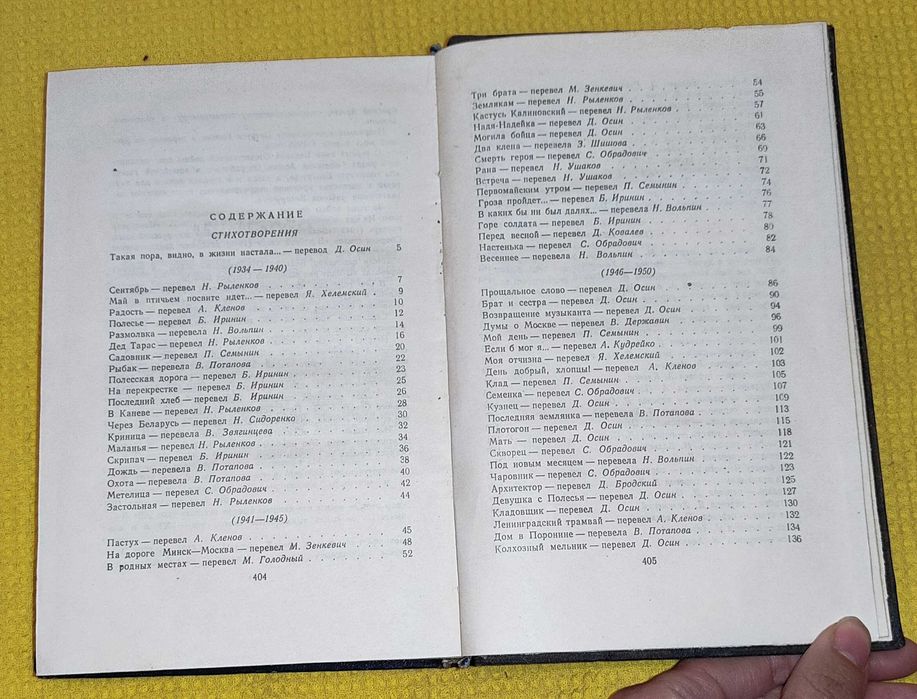 СОДЕРЖАНИЕ
СТИХОТВОРЕНИЯ
Такая пора, видно, в жизни настала... — перевод Д. Осин 5
(1934 — 1940)
Сентябрь — перевел Н. Рыленков 7
Май в птичьем посвите идет... — перевел Я. Хелемский 9
Радость — перевел А. Кленов 10
Полесье — перевел Б. Иринин 12
Размолвка — перевела Н. Вольпин 14
Дед Тарас — перевел Н. Рыленков 16
Садовник — перевел П. Семынин 20
Рыбак — перевела В. Потапова 22
Полесская дорога — перевел Б. Иринин 23
На перекрестке — перевел Б. Иринин 25
Последний хлеб — перевел Б. Иринин 26
В Каневе — перевел Н. Рыленков 28
Через Беларусь — перевел Н. Сидоренко 30
Криница — перевела В. Звягинцева 32
Маланья — перевел Н. Рыленков 34
Скрипач — перевел Б. Иринин 36
Дождь — перевела В. Потапова 38
Охота — перевела В. Потапова 40
Метелица — перевел С. Обрадович 42
Застольная — перевел Н. Рыленков 44
(1941—1945)
Пастух — перевел А. Кленов 45
На дороге Минск—Москва — перевел М. Зенкевич 48
В родных местах — перевел М. Голодный 52
404
Три брата — перевел М. Зенкевич 54
Землякам — перевел Н. Рыленков 55
Кастусь Калиновский — перевел Н. Рыленков 57
Надя-Надейка — перевел Д. Осин 61
Могила бойца — перевел Д. Осин 63
Два клена — перевела З. Шишова 66
Смерть героя — перевел С. Обрадович 69
Рана — перевел Н. Ушаков 71
Встреча — перевел Н. Ушаков 72
Первомайским утром — перевел П. Семынин 74
Гроза пройдет... — перевел Б. Иринин 76
В каких бы ни был далях... — перевела Н. Вольпин 77
Горе солдата — перевел Б. Иринин 78
Перед весной — перевел Д. Ковалев 80
Настенька — перевел С. Обрадович 82
Весеннее — перевела Н. Вольпин 84
(1946—1950)
Прощальное слово — перевел Д. Осин 86
Брат и сестра — перевел Д. Осин 90
Возвращение музыканта — перевел Д. Осин 94
Думы о Москве — перевел В. Державин 96
Мой день — перевел П. Семынин 99
Если б мог я... — перевел А. Кудрейко 101
Моя отчизна — перевел Я. Хелемский 102
День добрый, хлопцы! — перевел А. Кленов 103
Клад — перевел П. Семынин 105
Семенка — перевел С. Обрадович 107
Кузнец — перевел Д. Осин 109
Последняя землянка — перевела В. Потапова 113
Плотогон — перевел Д. Осин 115
Мать — перевел Д. Осин 118
Скворец — перевел С. Обрадович 121
Под новым месяцем — перевела Н. Вольпин 122
Чаровник — перевел С. Обрадович 123
Архитектор — перевел Д. Бродский 125
Девушка с Полесья — перевел Д. Осин 127
Кладовщик — перевел Д. Осин 130
Ленинградский трамвай — перевел А. Кленов 132
Дом в Поронине — перевела В. Потапова 134
Колхозный мельник — перевел Д. Осин 136
405